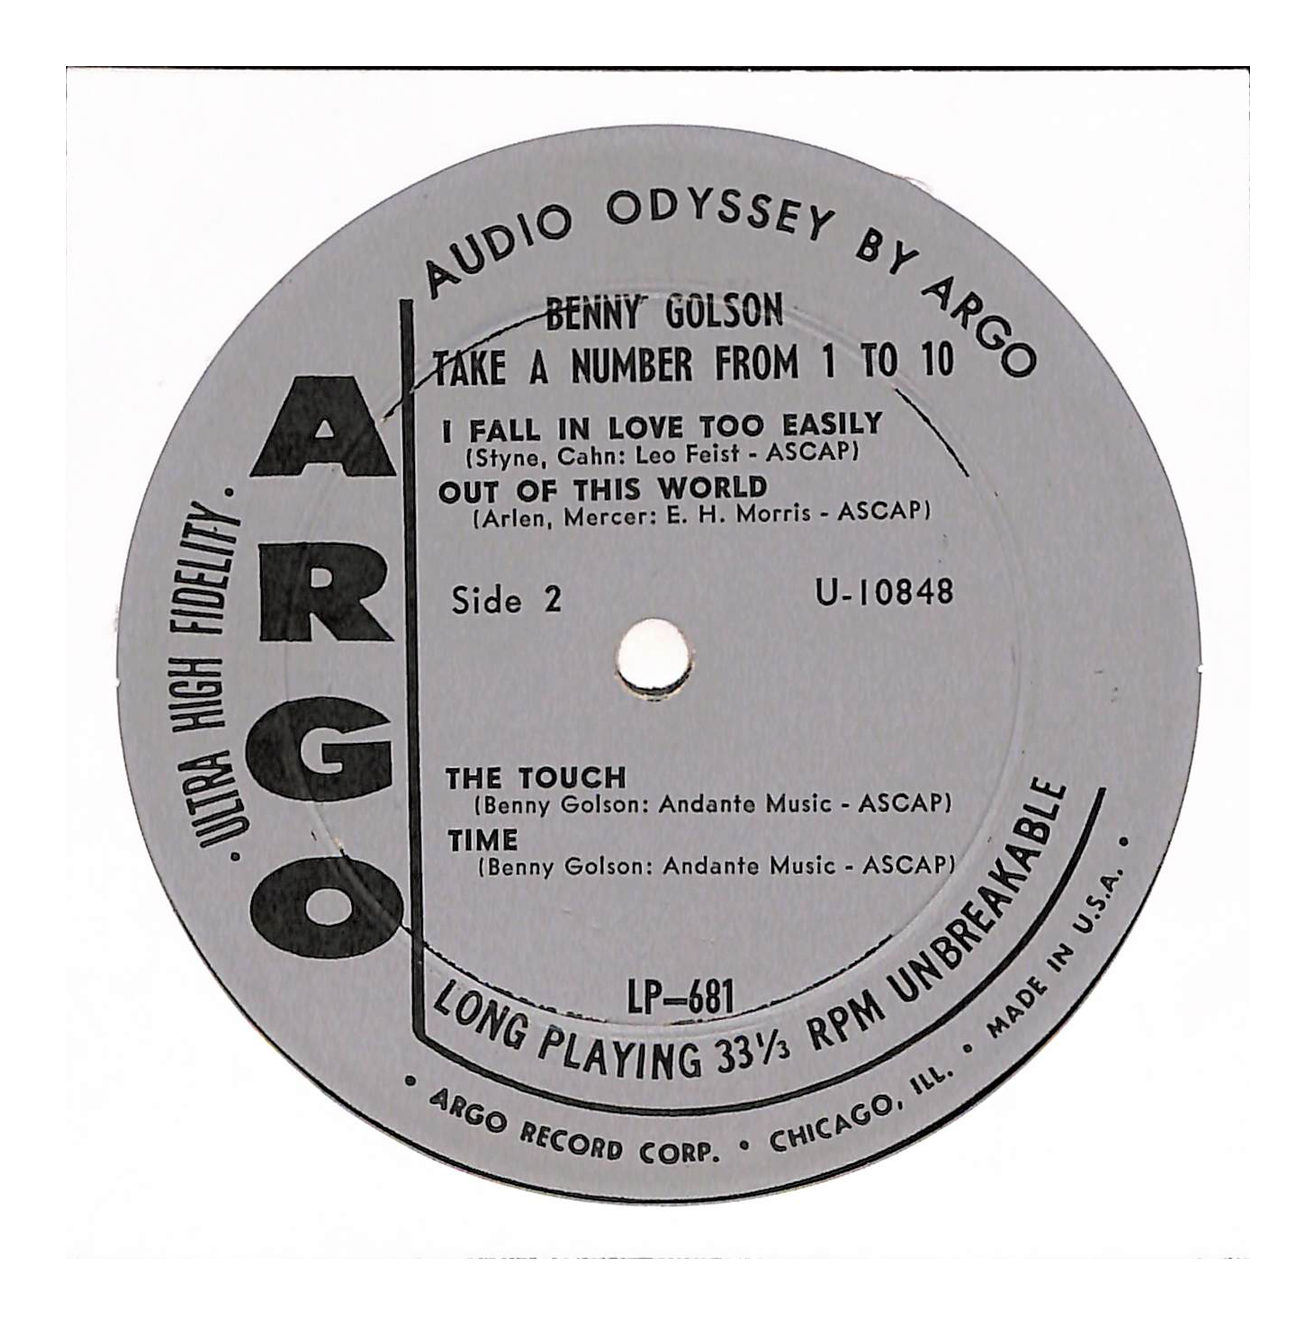 AUDIO ODYSSEY BY ARGO
BENNY GOLSON
TAKE A NUMBER FROM 1 TO 10
I FALL IN LOVE TOO EASILY
(Styne, Cahn: Leo Feist - ASCAP)
OUT OF THIS WORLD
(Arlen, Mercer: E. H. Morris - ASCAP)
Side 2 U-10848
THE TOUCH
(Benny Golson: Andante Music - ASCAP)
TIME
(Benny Golson: Andante Music - ASCAP)
LP-681
LONG PLAYING 33⅓ RPM UNBREAKABLE
ARGO
• ULTRA HIGH FIDELITY •
• ARGO RECORD CORP. • CHICAGO, ILL. • MADE IN U.S.A. •